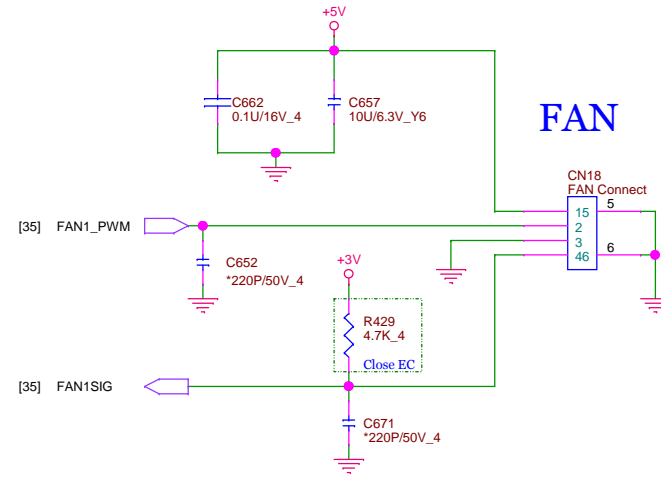 +5V
C662
0.1U/16V_4
C657
10U/6.3V_Y6
FAN
CN18
FAN Connect
15
2
3
46
5
6
[35] FAN1_PWM
C652
*220P/50V_4
+3V
R429
4.7K_4
Close EC
[35] FAN1SIG
C671
*220P/50V_4